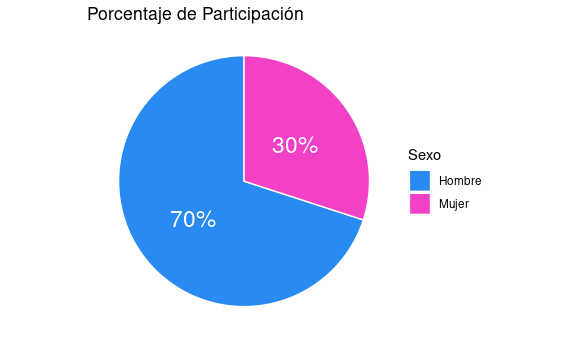 Porcentaje de Participación
30%
70%
Sexo
Hombre
Mujer